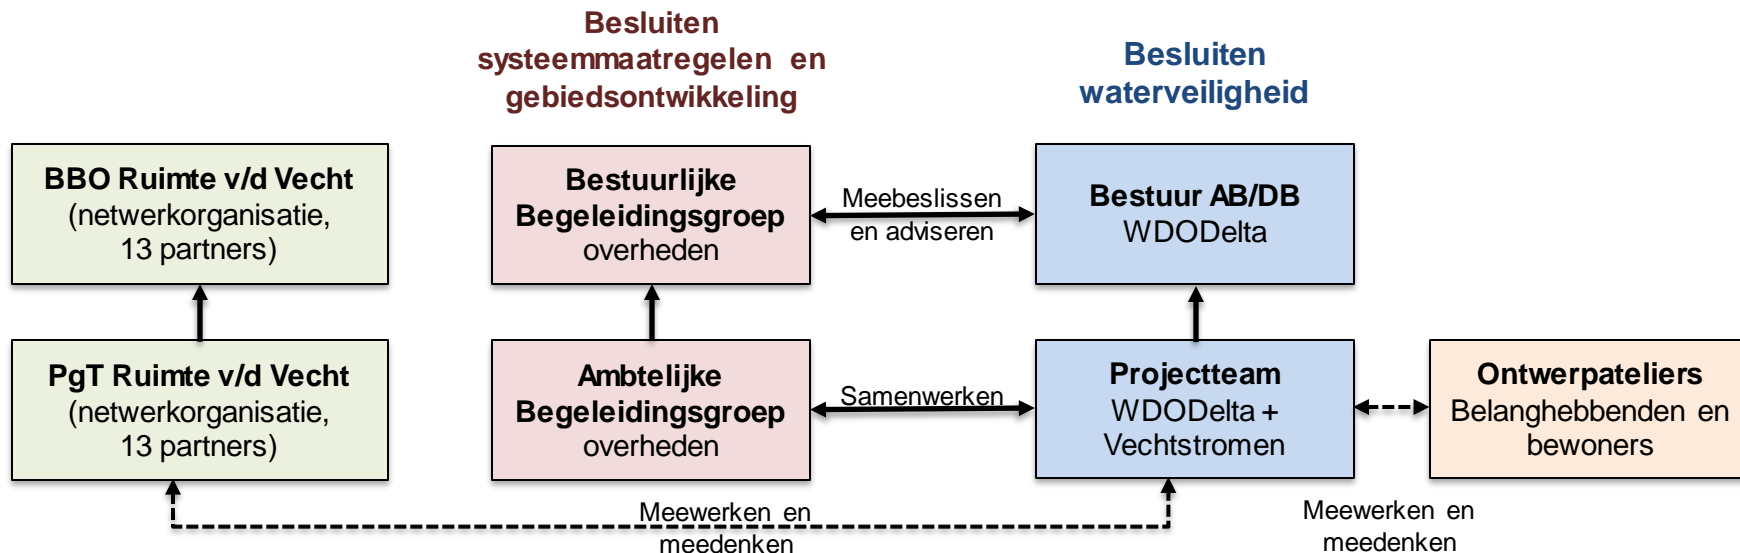 Besluiten
systeemmaatregelen en
gebiedsontwikkeling
Besluiten
waterveiligheid
BBO Ruimte v/d Vecht
(netwerkorganisatie,
13 partners)
Bestuurlijke
Begeleidingsgroep
overheden
Meebeslissen
en adviseren
Bestuur AB/DB
WDODelta
PgT Ruimte v/d Vecht
(netwerkorganisatie,
13 partners)
Ambtelijke
Begeleidingsgroep
overheden
Samenwerken
Projectteam
WDODelta +
Vechtstromen
Ontwerpateliers
Belanghebbenden en
bewoners
Meewerken en
meedenken
Meewerken en
meedenken